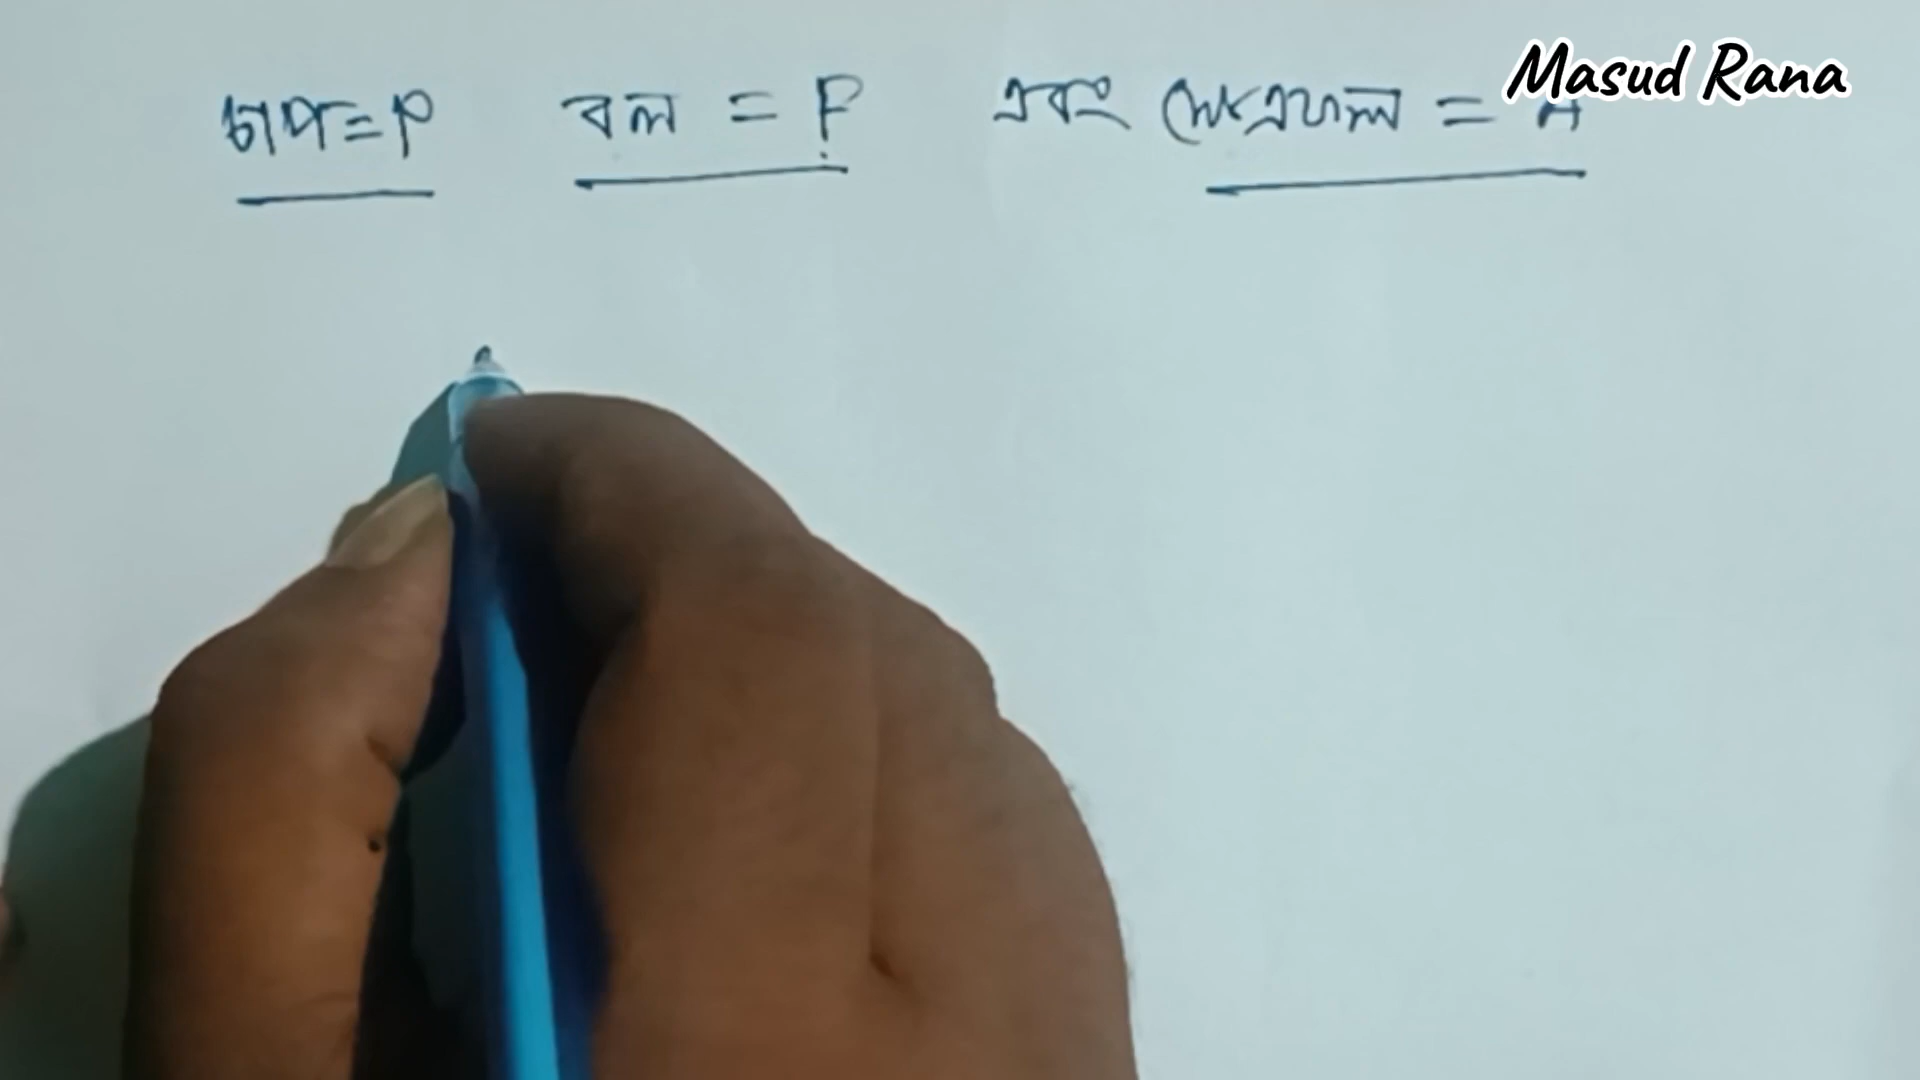 Masud Rana
চাপ=P বল = F এবং ক্ষেত্রফল = A